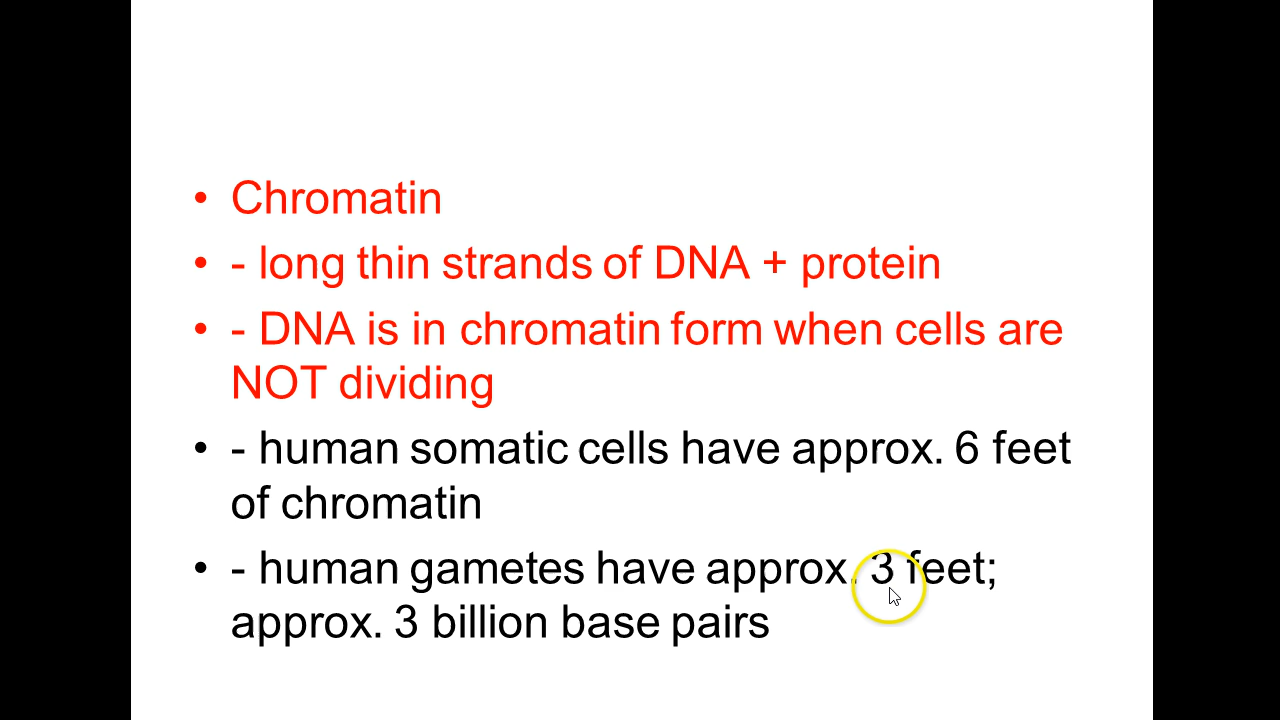 • Chromatin
• - long thin strands of DNA + protein
• - DNA is in chromatin form when cells are
NOT dividing
• - human somatic cells have approx. 6 feet
of chromatin
• - human gametes have approx. 3 feet;
approx. 3 billion base pairs